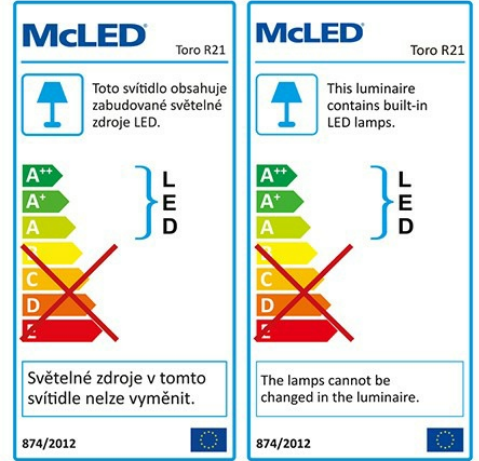 McLED
Toro R21
Toto svítidlo obsahuje
zabudované světelné
zdroje LED.
A++
A+
A
B
C
D
E
L
E
D
Světelné zdroje v tomto
svítidle nelze vyměnit.
874/2012
McLED
Toro R21
This luminaire
contains built-in
LED lamps.
A++
A+
A
B
C
D
E
L
E
D
The lamps cannot be
changed in the luminaire.
874/2012